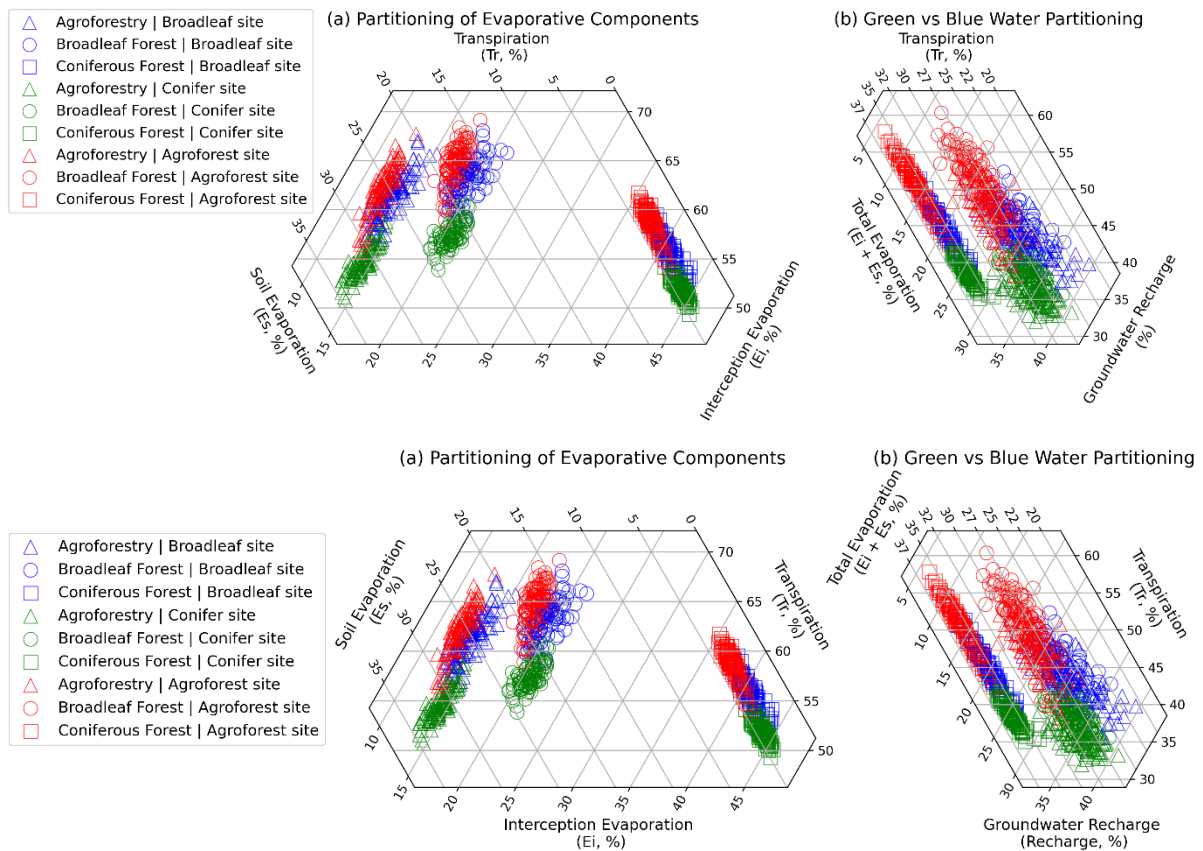 Agroforestry | Broadleaf site
Broadleaf Forest | Broadleaf site
Coniferous Forest | Broadleaf site
Agroforestry | Conifer site
Broadleaf Forest | Conifer site
Coniferous Forest | Conifer site
Agroforestry | Agroforest site
Broadleaf Forest | Agroforest site
Coniferous Forest | Agroforest site
(a) Partitioning of Evaporative Components
Transpiration
(Tr, %)
20
15
10
5
0
25
30
35
10
15
Soil Evaporation
(Es, %)
20
25
30
35
40
45
70
65
60
55
50
Interception Evaporation
(Ei, %)
(b) Green vs Blue Water Partitioning
Transpiration
(Tr, %)
37
35
32
30
27
25
22
20
5
10
15
20
25
30
Total Evaporation
(Ei + Es, %)
35
40
60
55
50
45
40
35
30
Groundwater Recharge
(%)
Agroforestry | Broadleaf site
Broadleaf Forest | Broadleaf site
Coniferous Forest | Broadleaf site
Agroforestry | Conifer site
Broadleaf Forest | Conifer site
Coniferous Forest | Conifer site
Agroforestry | Agroforest site
Broadleaf Forest | Agroforest site
Coniferous Forest | Agroforest site
(a) Partitioning of Evaporative Components
Soil Evaporation
(Es, %)
20
15
10
5
0
25
30
35
10
15
20
25
30
35
40
45
Interception Evaporation
(Ei, %)
70
65
60
55
50
Transpiration
(Tr, %)
(b) Green vs Blue Water Partitioning
Total Evaporation
(Ei + Es, %)
37
35
32
30
27
25
22
20
5
10
15
20
25
30
35
40
Groundwater Recharge
(Recharge, %)
60
55
50
45
40
35
30
Transpiration
(Tr, %)